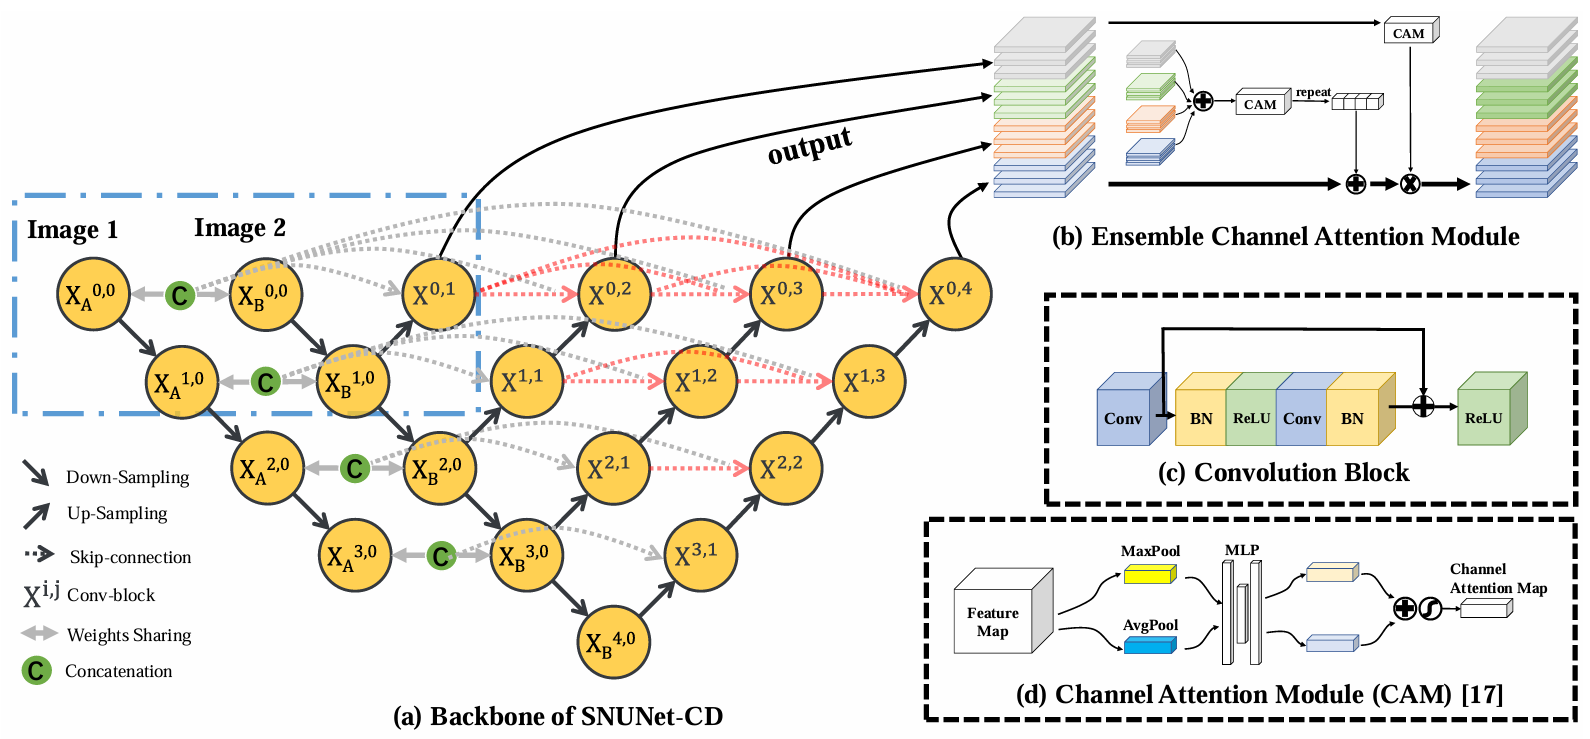 Image 1
Image 2
X_A^{0,0}
C
X_B^{0,0}
X^{0,1}
X^{0,2}
X^{0,3}
X^{0,4}
X_A^{1,0}
C
X_B^{1,0}
X^{1,1}
X^{1,2}
X^{1,3}
X_A^{2,0}
C
X_B^{2,0}
X^{2,1}
X^{2,2}
X_A^{3,0}
C
X_B^{3,0}
X^{3,1}
X_B^{4,0}
output
Down-Sampling
Up-Sampling
Skip-connection
X^{i,j} Conv-block
Weights Sharing
C Concatenation
(a) Backbone of SNUNet-CD
CAM
CAM
repeat
(b) Ensemble Channel Attention Module
Conv
BN
ReLU
Conv
BN
ReLU
(c) Convolution Block
Feature
Map
MaxPool
AvgPool
MLP
Channel
Attention Map
(d) Channel Attention Module (CAM) [17]